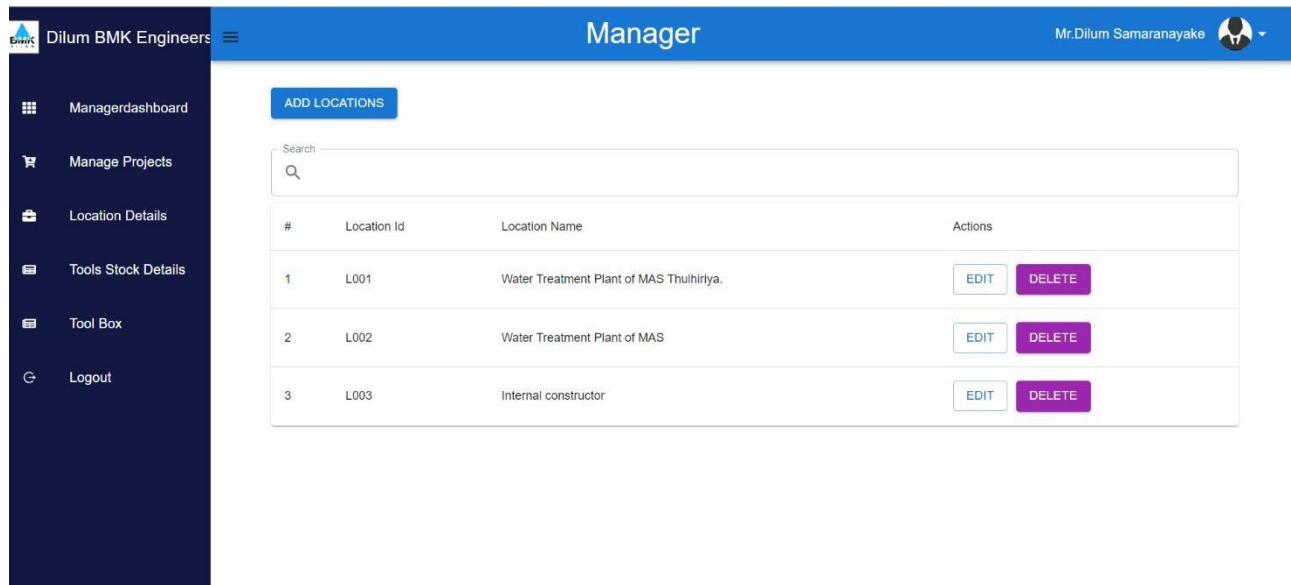 BMK
Dilum BMK Engineers
Manager
Mr.Dilum Samaranayake
Managerdashboard
Manage Projects
Location Details
Tools Stock Details
Tool Box
Logout
ADD LOCATIONS
Search
# Location Id Location Name Actions
1 L001 Water Treatment Plant of MAS Thulhiriya. EDIT DELETE
2 L002 Water Treatment Plant of MAS EDIT DELETE
3 L003 Internal constructor EDIT DELETE